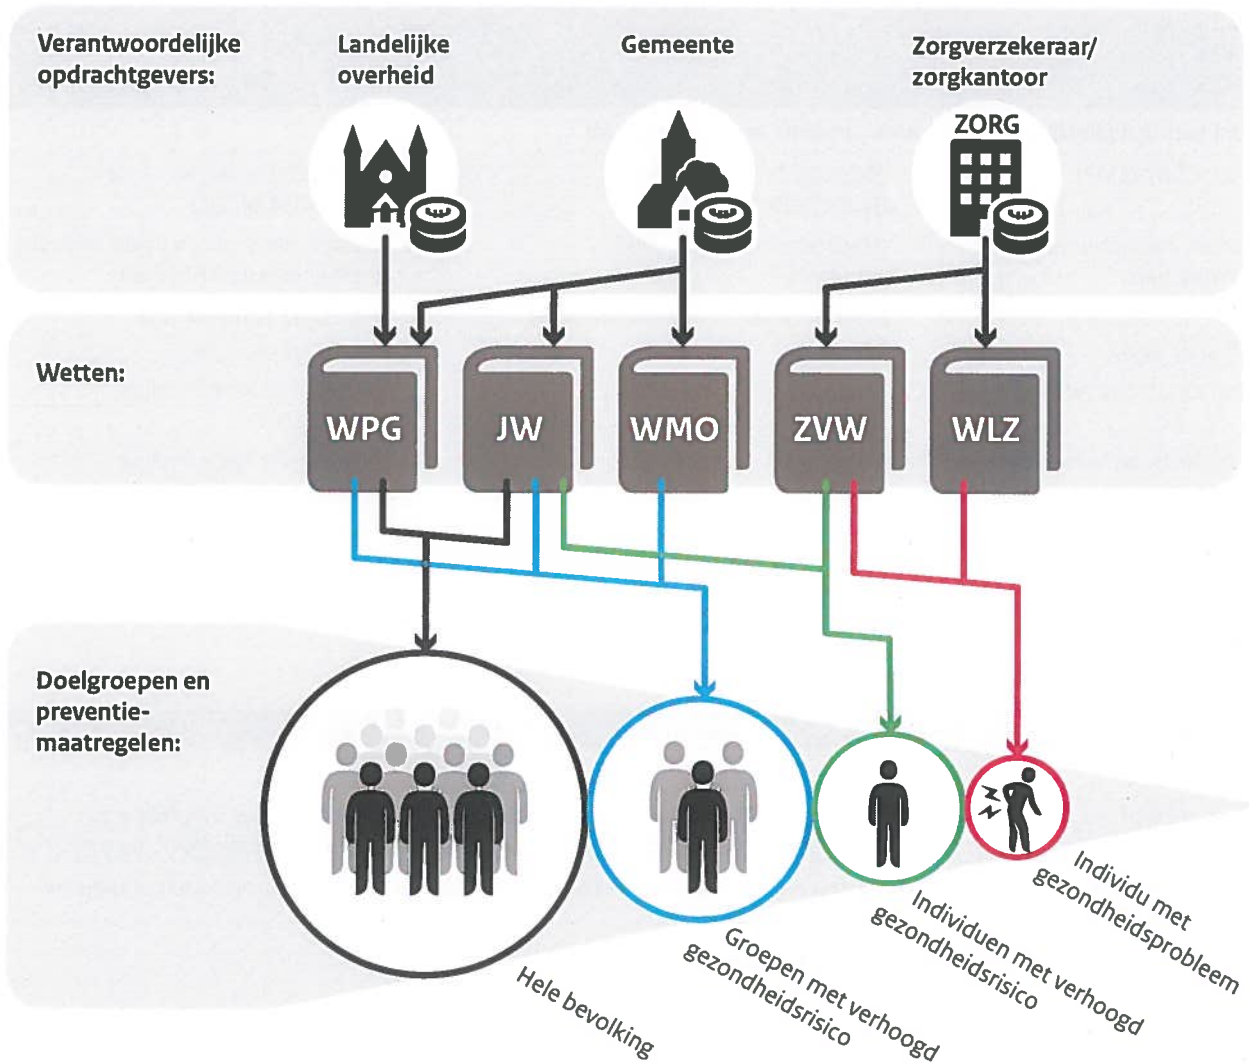 Verantwoordelijke
opdrachtgevers:
Landelijke
overheid
Gemeente
Zorgverzekeraar/
zorgkantoor
ZORG
Wetten:
WPG
JW
WMO
ZVW
WLZ
Doelgroepen en
preventie-
maatregelen:
Hele bevolking
Groepen met verhoogd
gezondheidsrisico
Individuen met verhoogd
gezondheidsrisico
Individu met
gezondheidsprobleem